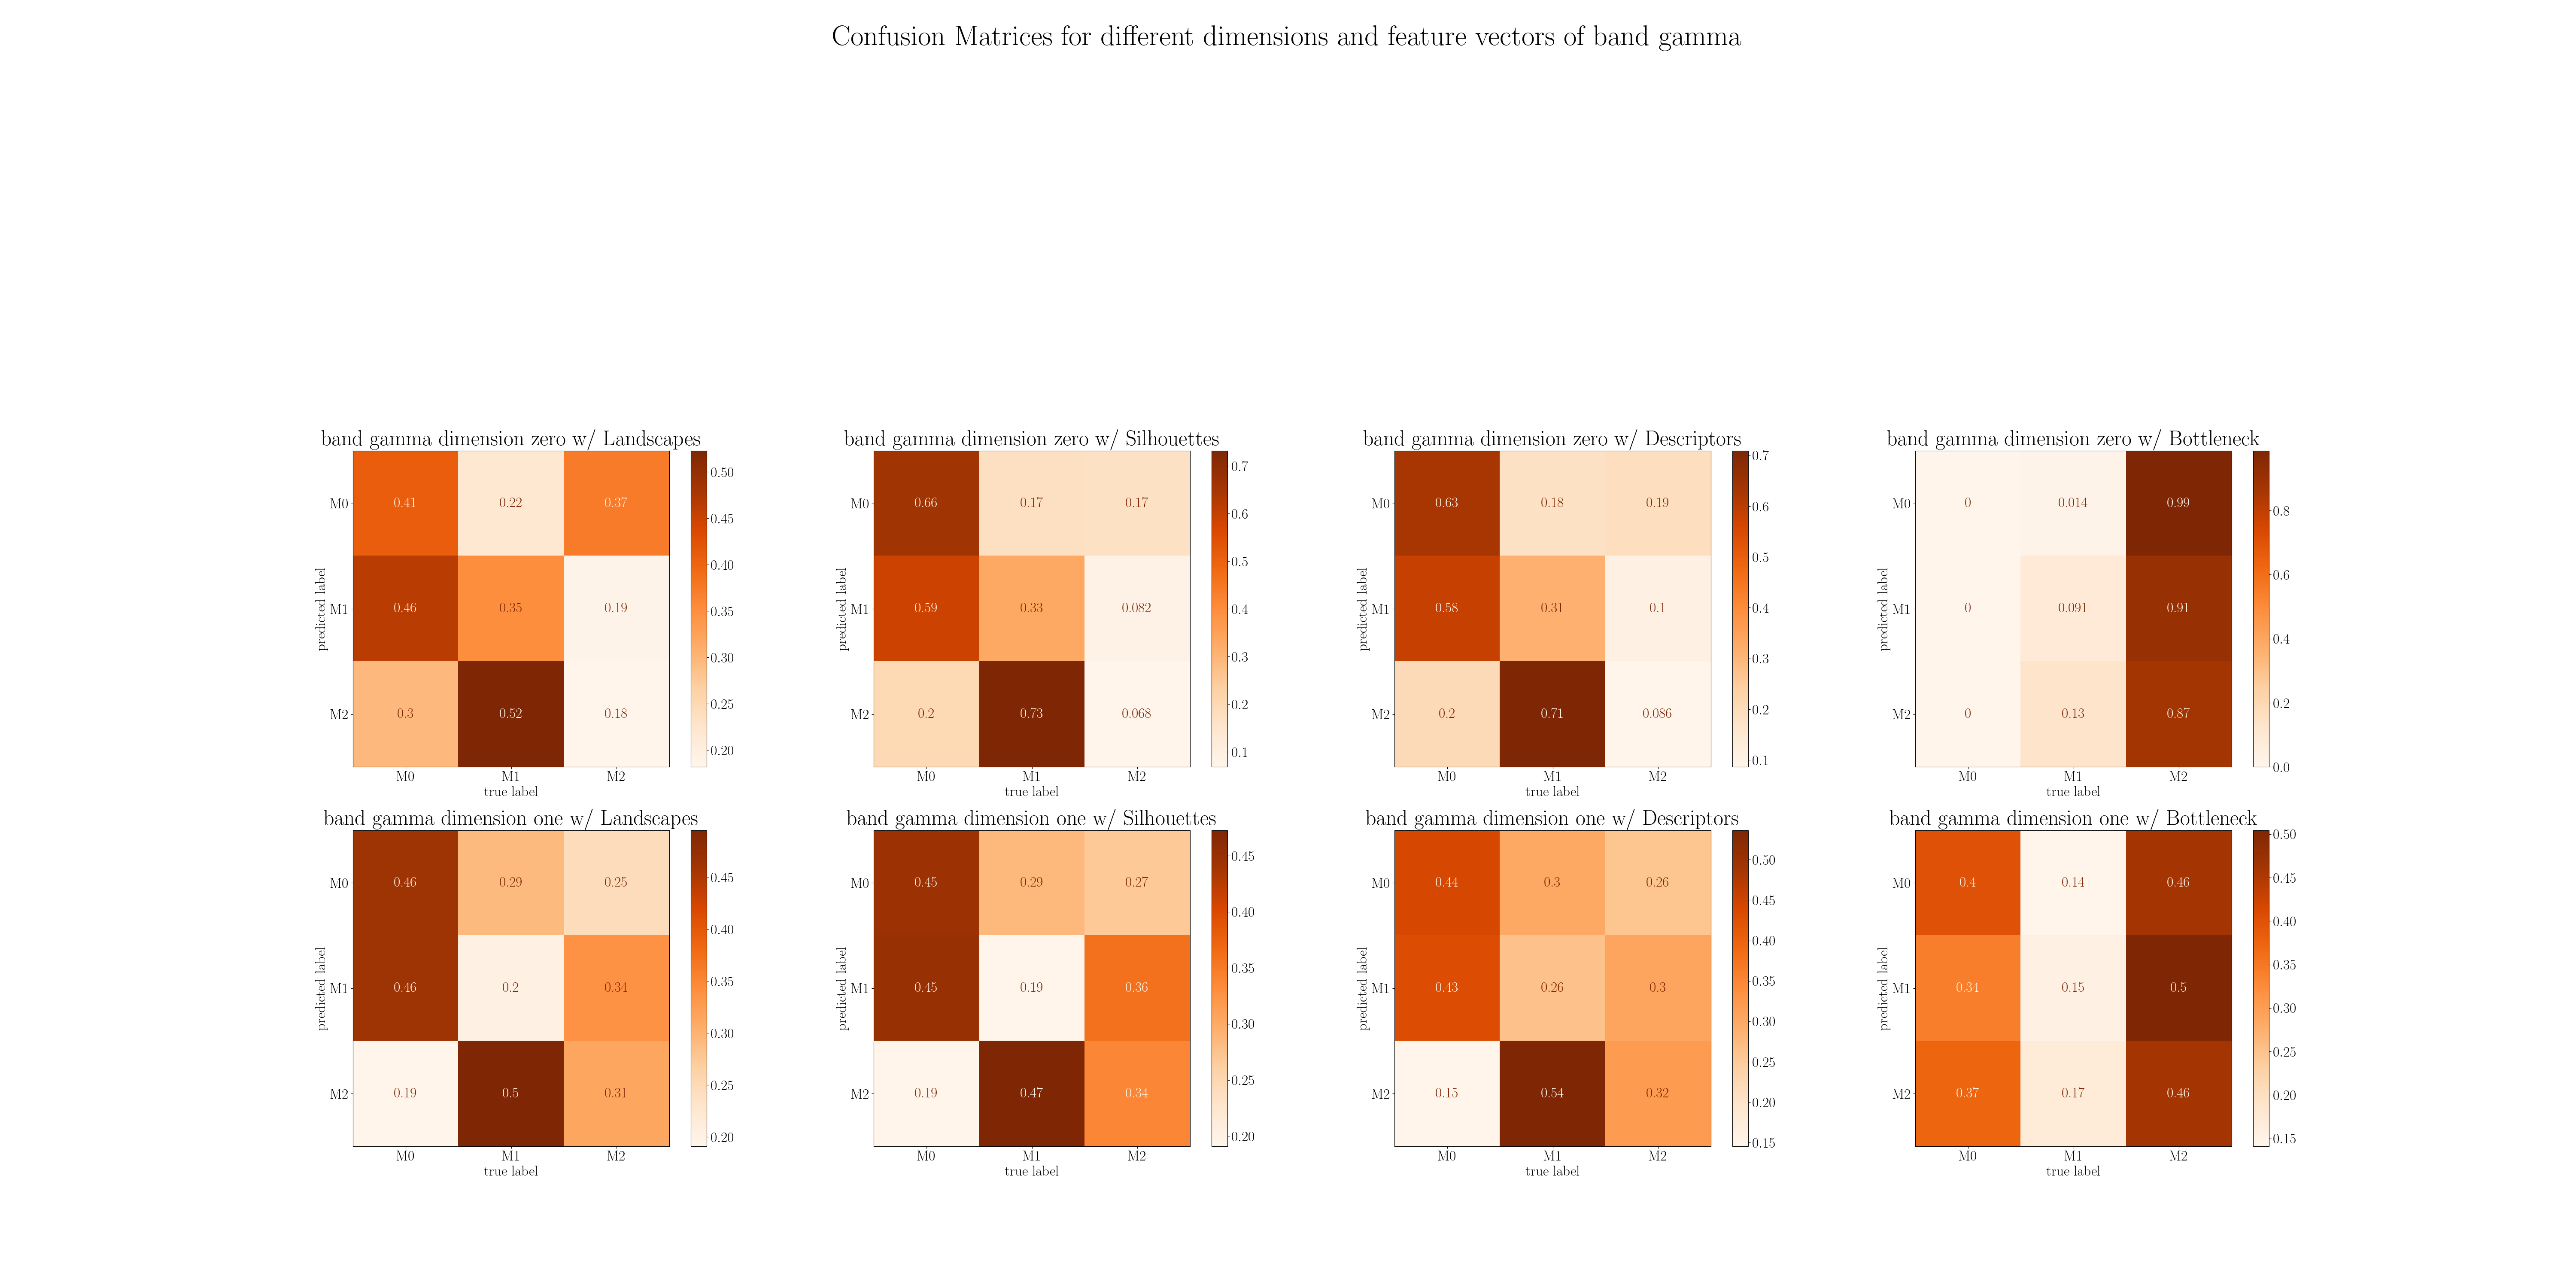 Confusion Matrices for different dimensions and feature vectors of band gamma
band gamma dimension zero w/ Landscapes
predicted label
M0 0.41 0.22 0.37
M1 0.46 0.35 0.19
M2 0.3 0.52 0.18
M0 M1 M2
true label
0.50
0.45
0.40
0.35
0.30
0.25
0.20
band gamma dimension zero w/ Silhouettes
predicted label
M0 0.66 0.17 0.17
M1 0.59 0.33 0.082
M2 0.2 0.73 0.068
M0 M1 M2
true label
0.7
0.6
0.5
0.4
0.3
0.2
0.1
band gamma dimension zero w/ Descriptors
predicted label
M0 0.63 0.18 0.19
M1 0.58 0.31 0.1
M2 0.2 0.71 0.086
M0 M1 M2
true label
0.7
0.6
0.5
0.4
0.3
0.2
0.1
band gamma dimension zero w/ Bottleneck
predicted label
M0 0 0.014 0.99
M1 0 0.091 0.91
M2 0 0.13 0.87
M0 M1 M2
true label
0.8
0.6
0.4
0.2
0.0
band gamma dimension one w/ Landscapes
predicted label
M0 0.46 0.29 0.25
M1 0.46 0.2 0.34
M2 0.19 0.5 0.31
M0 M1 M2
true label
0.45
0.40
0.35
0.30
0.25
0.20
band gamma dimension one w/ Silhouettes
predicted label
M0 0.45 0.29 0.27
M1 0.45 0.19 0.36
M2 0.19 0.47 0.34
M0 M1 M2
true label
0.45
0.40
0.35
0.30
0.25
0.20
band gamma dimension one w/ Descriptors
predicted label
M0 0.44 0.3 0.26
M1 0.43 0.26 0.3
M2 0.15 0.54 0.32
M0 M1 M2
true label
0.50
0.45
0.40
0.35
0.30
0.25
0.20
0.15
band gamma dimension one w/ Bottleneck
predicted label
M0 0.4 0.14 0.46
M1 0.34 0.15 0.5
M2 0.37 0.17 0.46
M0 M1 M2
true label
0.50
0.45
0.40
0.35
0.30
0.25
0.20
0.15